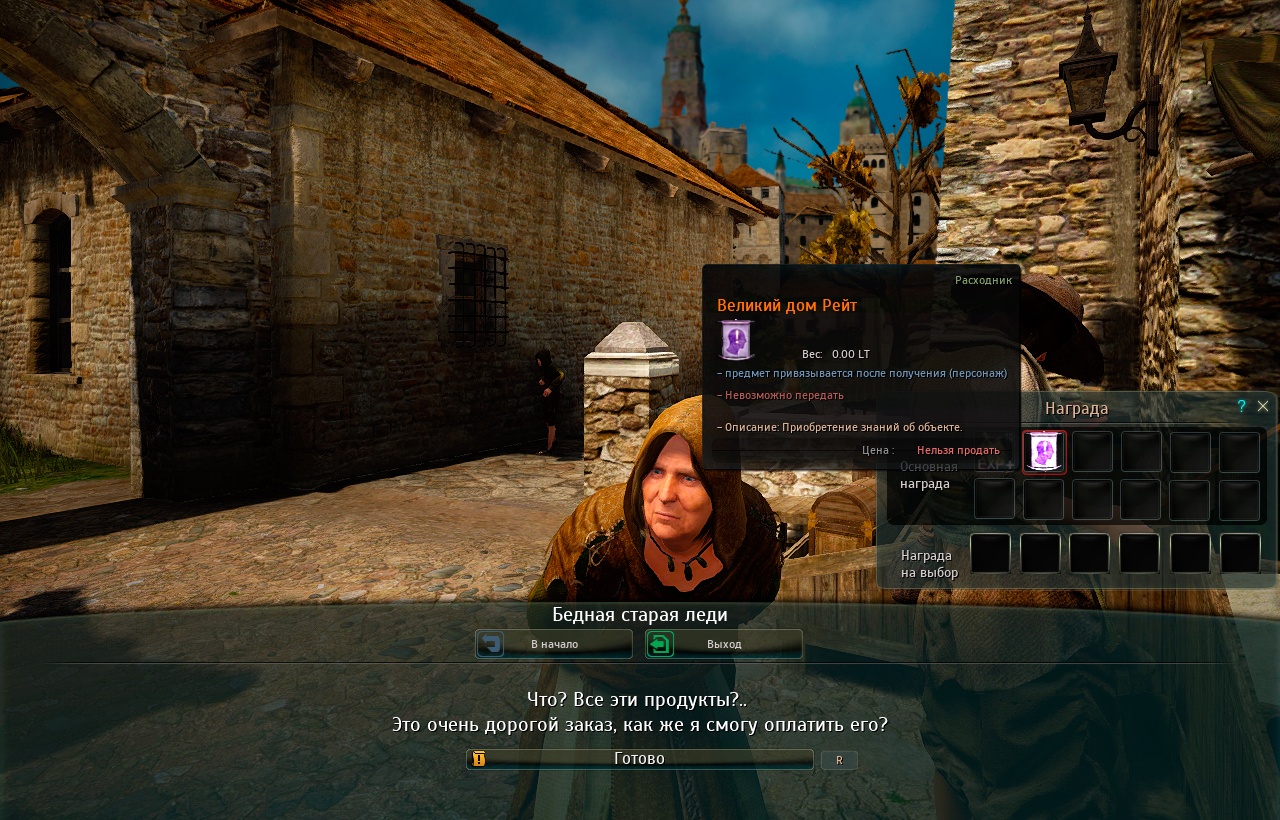 Расходник
Великий дом Рейт
Вес: 0.00 LT
– предмет привязывается после получения (персонаж)
– Невозможно передать
– Описание: Приобретение знаний об объекте.
Цена : Нельзя продать
Награда
?
EXP+
Основная
награда
Награда
на выбор
Бедная старая леди
В начало
Выход
Что? Все эти продукты?..
Это очень дорогой заказ, как же я смогу оплатить его?
Готово
R